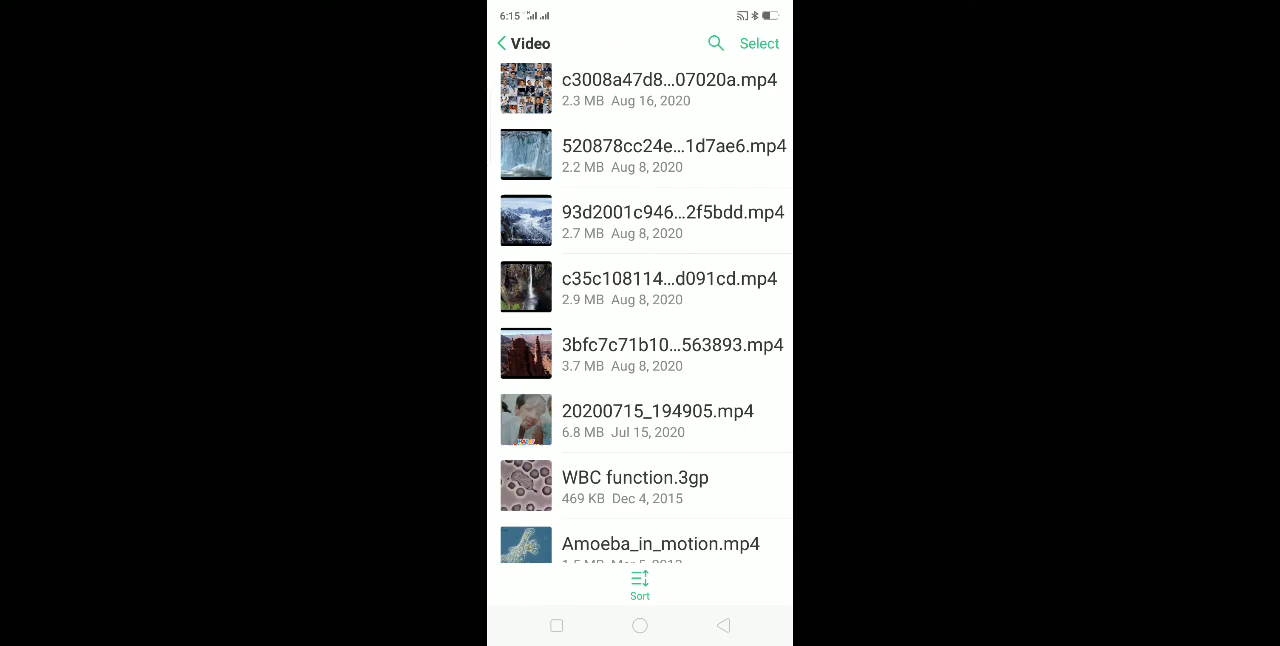 6:15
Video
Select
c3008a47d8...07020a.mp4
2.3 MB Aug 16, 2020
520878cc24e...1d7ae6.mp4
2.2 MB Aug 8, 2020
93d2001c946...2f5bdd.mp4
2.7 MB Aug 8, 2020
c35c108114...d091cd.mp4
2.9 MB Aug 8, 2020
3bfc7c71b10...563893.mp4
3.7 MB Aug 8, 2020
20200715_194905.mp4
6.8 MB Jul 15, 2020
WBC function.3gp
469 KB Dec 4, 2015
Amoeba_in_motion.mp4
Sort